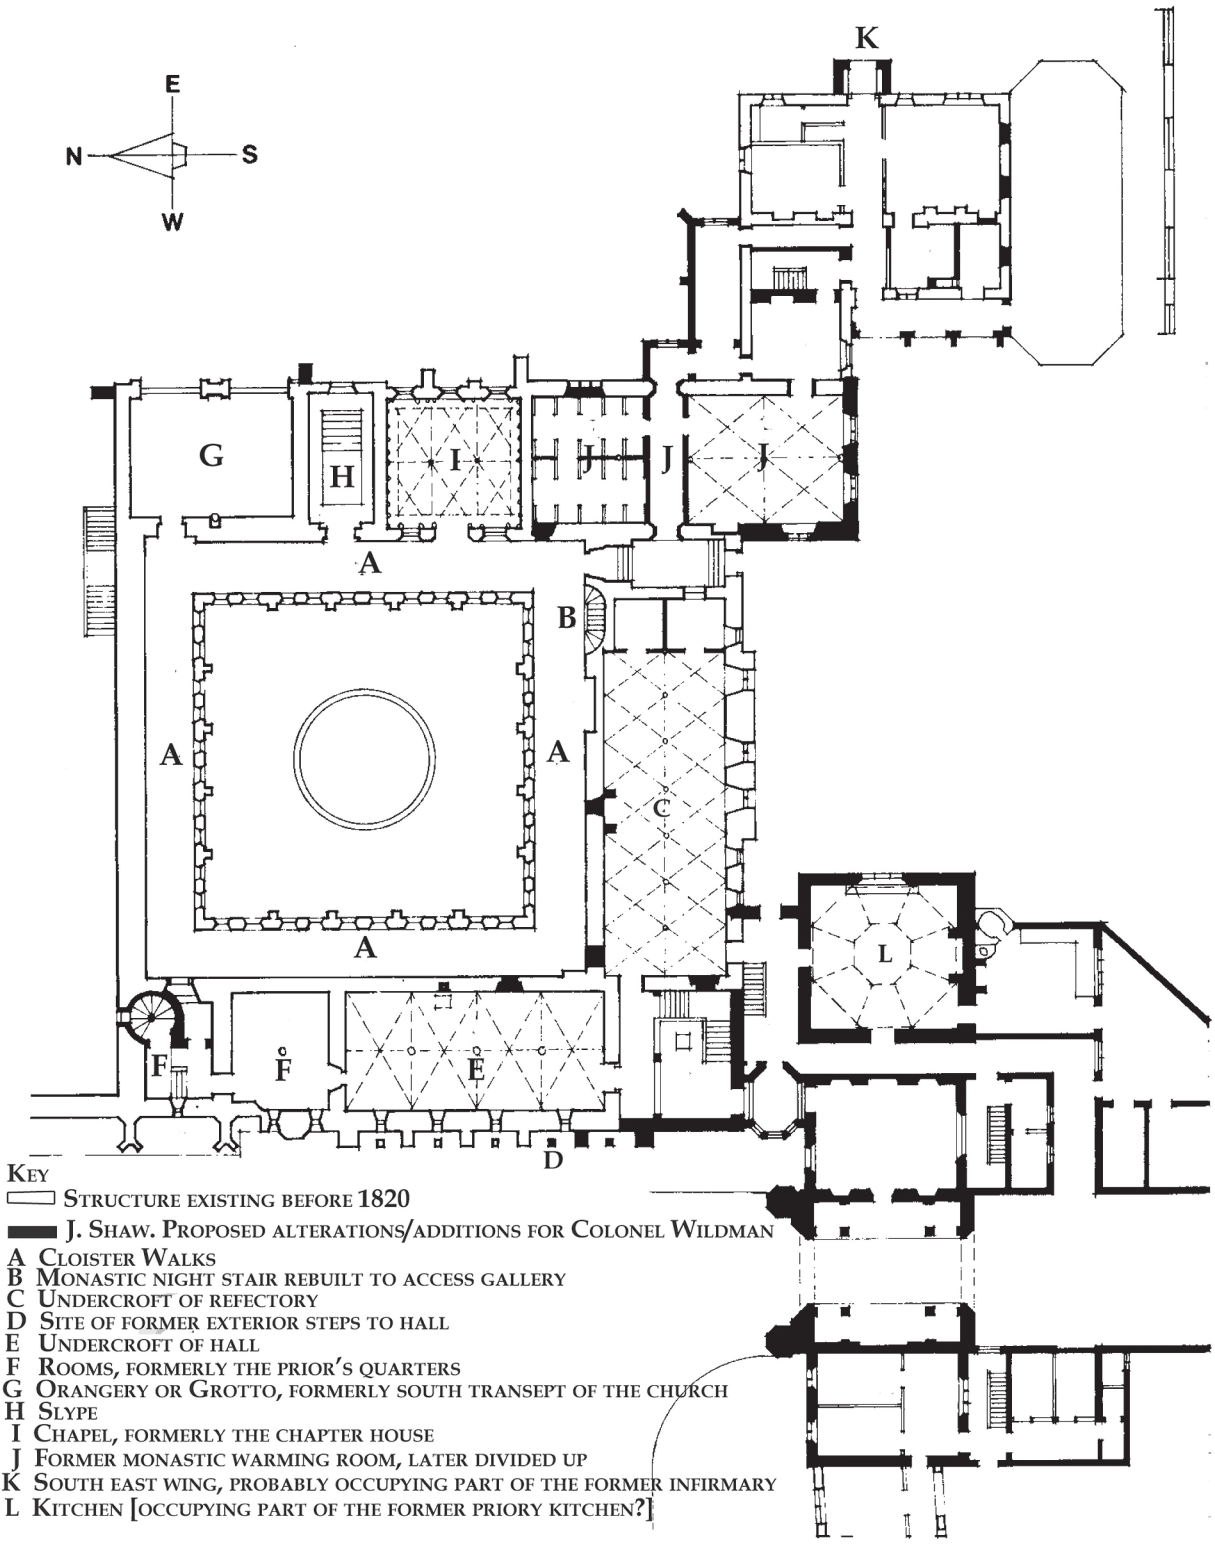 K
E
N S
W
G
H
I
J
J
J
A
B
A
A
C
A
L
F
F
E
D
KEY
STRUCTURE EXISTING BEFORE 1820
J. SHAW. PROPOSED ALTERATIONS/ADDITIONS FOR COLONEL WILDMAN
A CLOISTER WALKS
B MONASTIC NIGHT STAIR REBUILT TO ACCESS GALLERY
C UNDERCROFT OF REFECTORY
D SITE OF FORMER EXTERIOR STEPS TO HALL
E UNDERCROFT OF HALL
F ROOMS, FORMERLY THE PRIOR'S QUARTERS
G ORANGERY OR GROTTO, FORMERLY SOUTH TRANSEPT OF THE CHURCH
H SLYPE
I CHAPEL, FORMERLY THE CHAPTER HOUSE
J FORMER MONASTIC WARMING ROOM, LATER DIVIDED UP
K SOUTH EAST WING, PROBABLY OCCUPYING PART OF THE FORMER INFIRMARY
L KITCHEN [OCCUPYING PART OF THE FORMER PRIORY KITCHEN?]